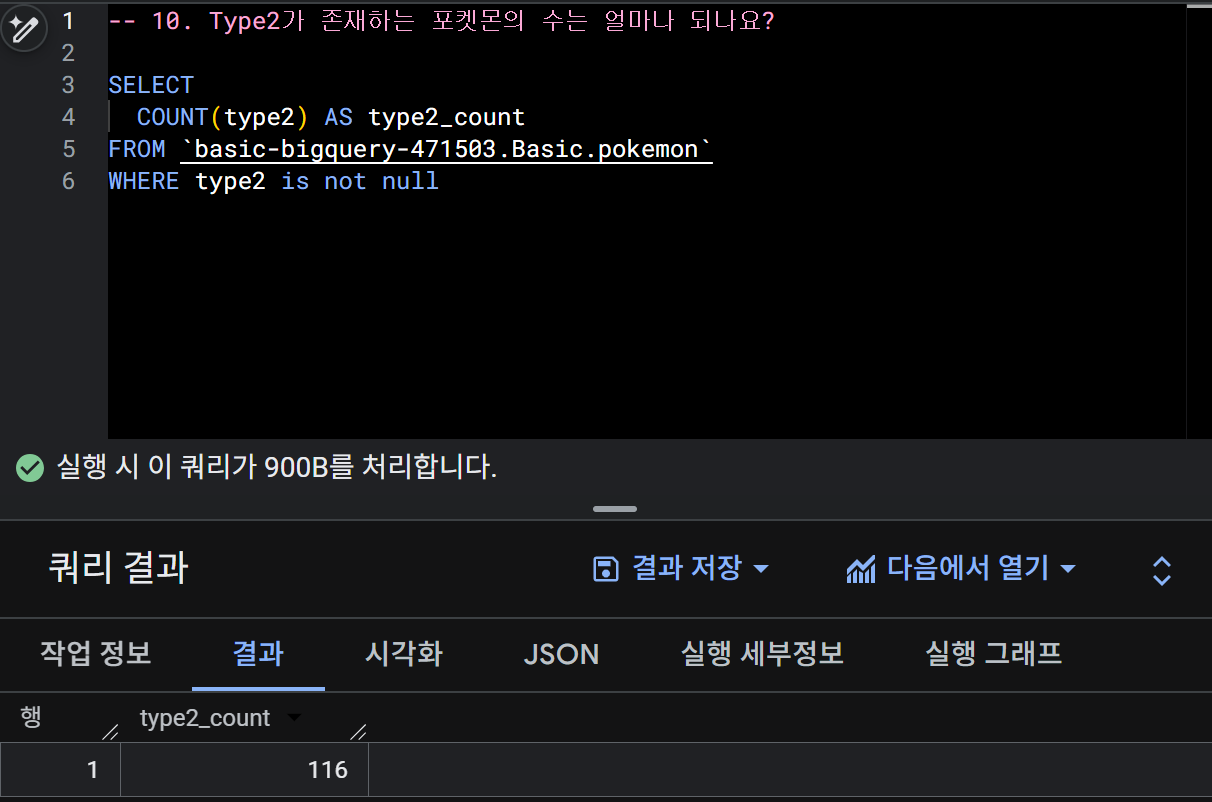 1 -- 10. Type2가 존재하는 포켓몬의 수는 얼마나 되나요?
2
3 SELECT
4 COUNT(type2) AS type2_count
5 FROM `basic-bigquery-471503.Basic.pokemon`
6 WHERE type2 is not null
실행 시 이 쿼리가 900B를 처리합니다.
쿼리 결과 결과 저장 다음에서 열기
작업 정보 결과 시각화 JSON 실행 세부정보 실행 그래프
행 type2_count
1 116